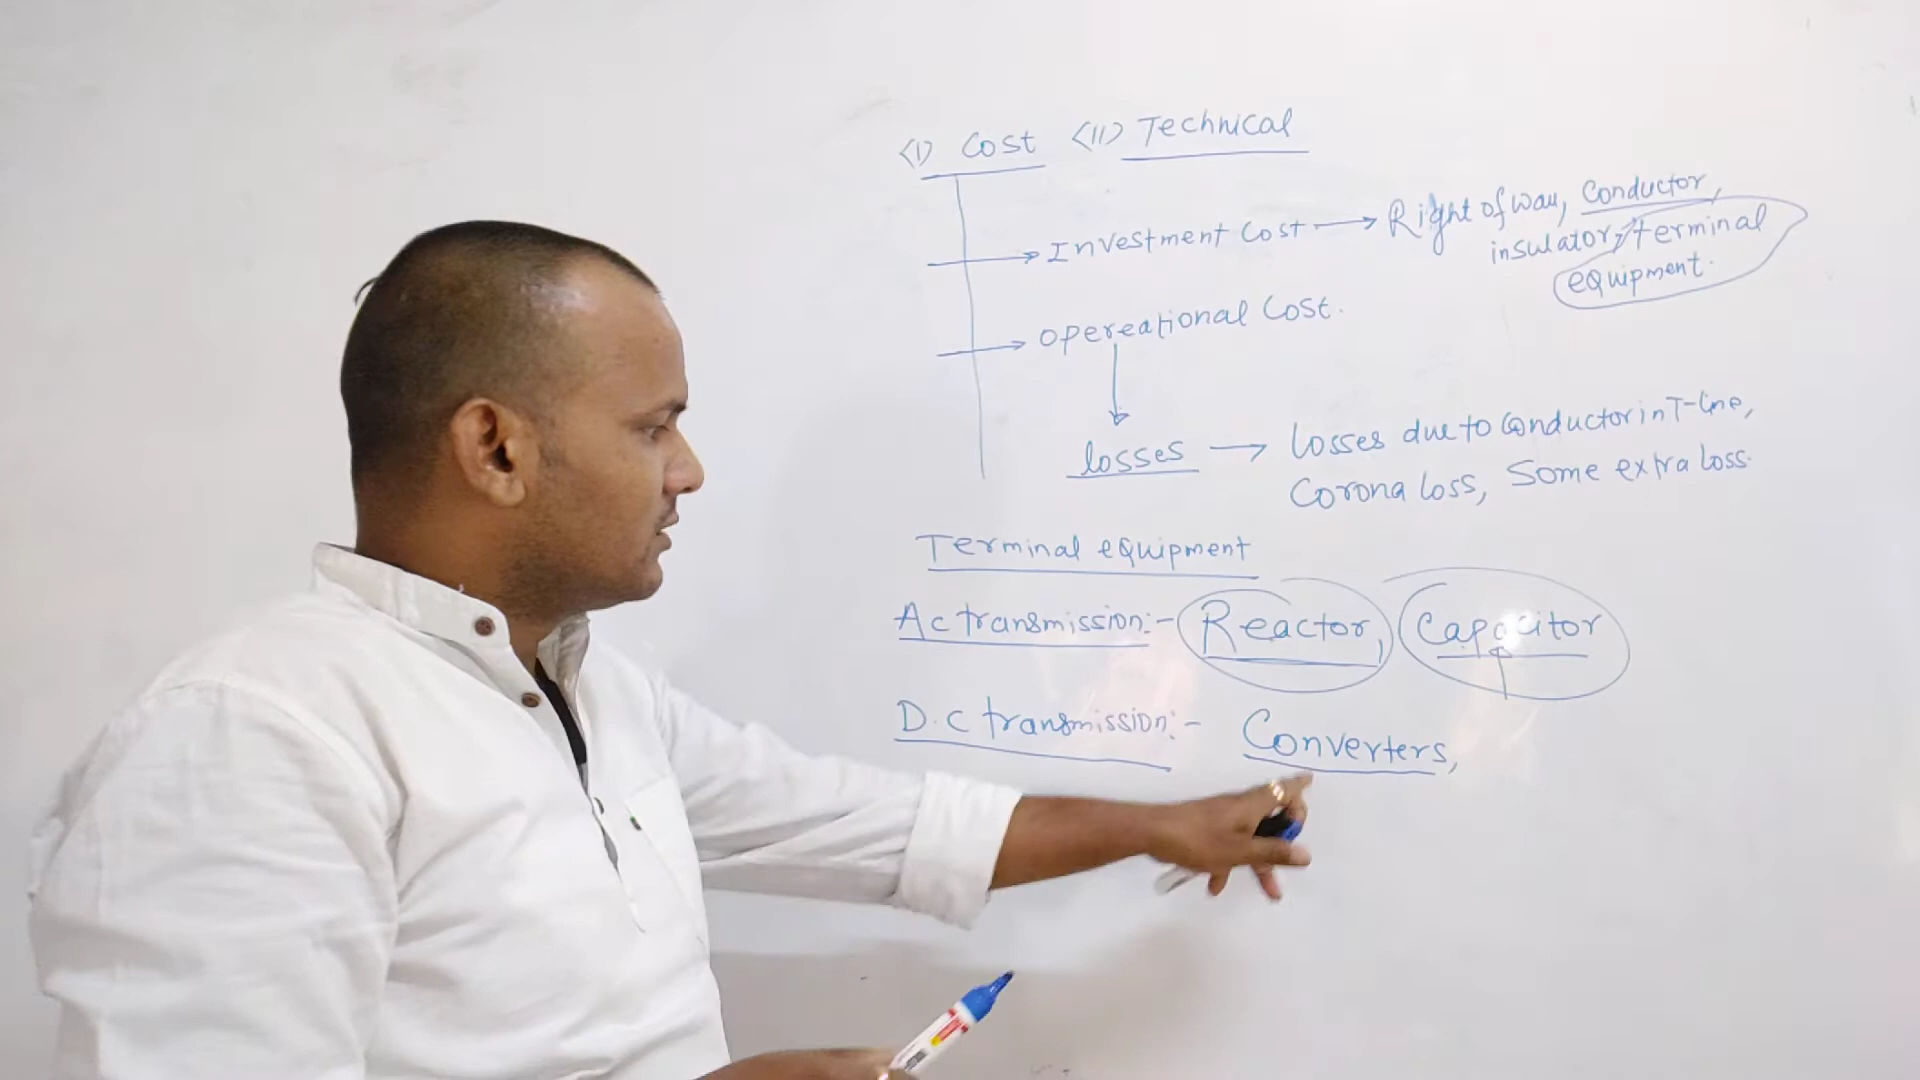 <I> Cost <II> Technical
Investment Cost → Right of way, Conductor,
insulator, terminal
equipment.
opereational Cost.
losses → losses due to Conductor in T-line,
Corona loss, Some extra loss.
Terminal equipment
Ac transmission:- Reactor, Capacitor
D.C transmission:- Converters,